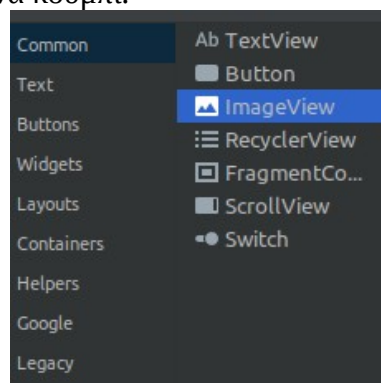 Common
Text
Buttons
Widgets
Layouts
Containers
Helpers
Google
Legacy
Ab TextView
Button
ImageView
RecyclerView
FragmentCo...
ScrollView
Switch